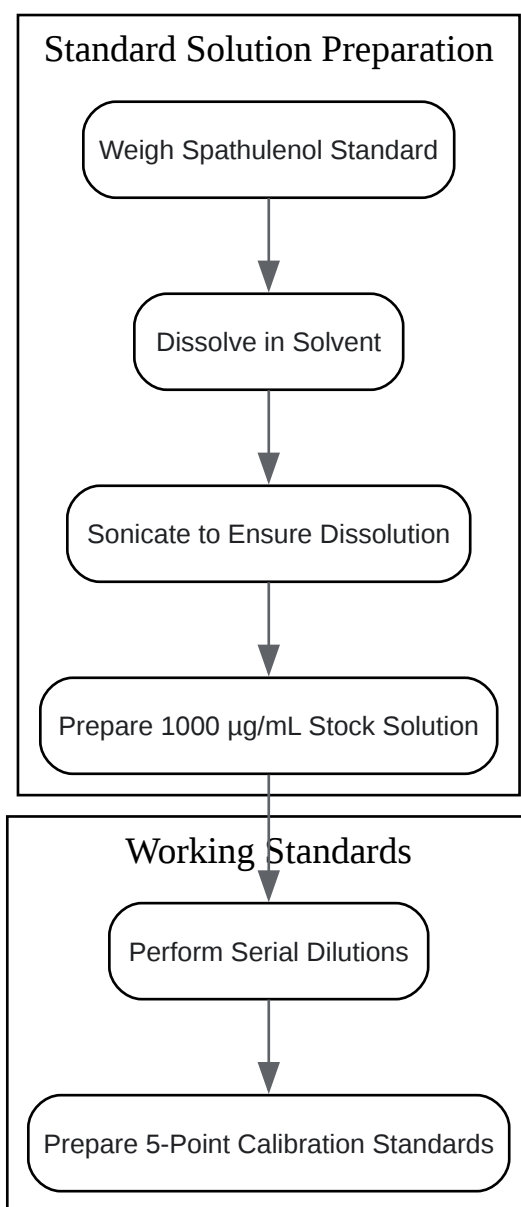 Standard Solution Preparation
Weigh Spathulenol Standard
Dissolve in Solvent
Sonicate to Ensure Dissolution
Prepare 1000 µg/mL Stock Solution
Working Standards
Perform Serial Dilutions
Prepare 5-Point Calibration Standards